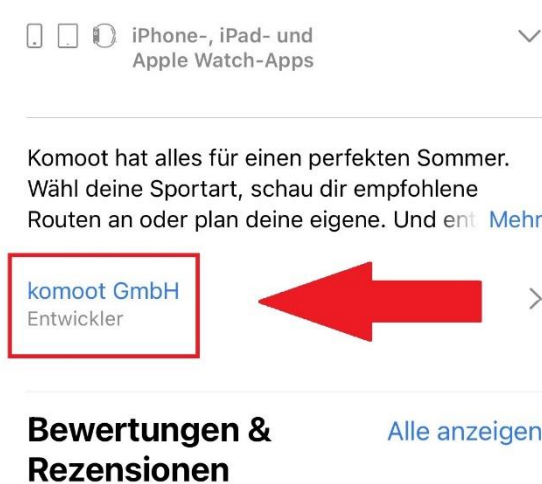 iPhone-, iPad- und
Apple Watch-Apps
Komoot hat alles für einen perfekten Sommer.
Wähl deine Sportart, schau dir empfohlene
Routen an oder plan deine eigene. Und ent Mehr
komoot GmbH
Entwickler
Bewertungen &
Rezensionen
Alle anzeigen